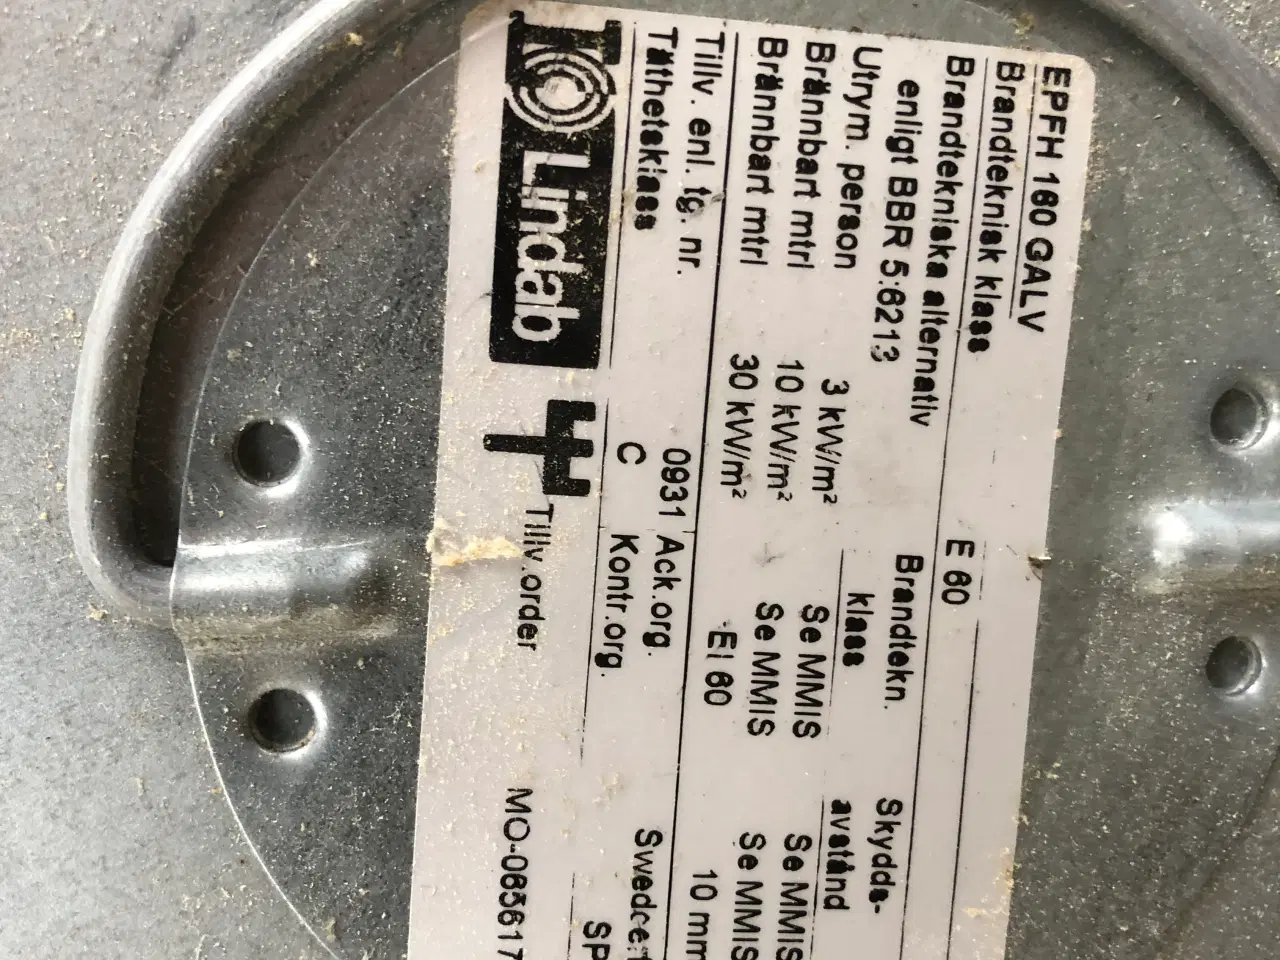 EPFH 160 GALV
Brandteknisk klass E 60
Brandtekniska alternativ
enligt BBR 5:6213 Brandtekn. Skydds-
klass avstånd
Utrym. person 3 kW/m² Se MMIS Se MMIS
Brännbart mtrl 10 kW/m² Se MMIS Se MMIS
Brännbart mtrl 30 kW/m² EI 60 10 mm
Tillv. enl. tg. nr. 0931 Ack.org.
Täthetsklass C Kontr.org. SP
Lindab Tillv.order